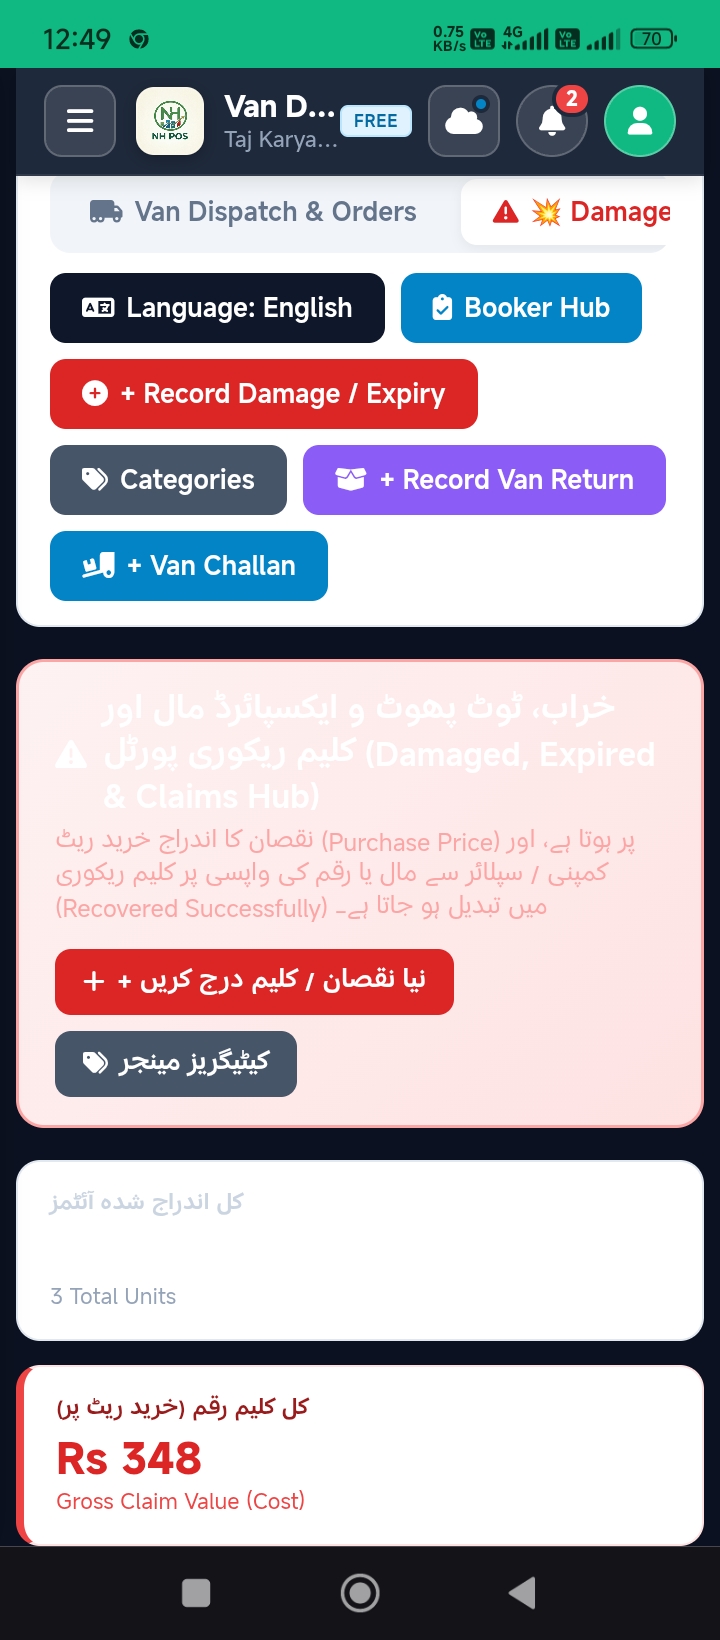 12:49
0.75 KB/s
Vo LTE
4G
Vo LTE
70
NH POS
Van D...
Taj Karya...
FREE
2
Van Dispatch & Orders
💥 Damage
Language: English
Booker Hub
+ Record Damage / Expiry
Categories
+ Record Van Return
+ Van Challan
خراب، ٹوٹ پھوٹ و ایکسپائرڈ مال اور
کلیم ریکوری پورٹل (Damaged, Expired
& Claims Hub)
نقصان کا اندراج خرید ریٹ (Purchase Price) پر ہوتا ہے، اور
کمپنی / سپلائر سے مال یا رقم کی واپسی پر کلیم ریکوری
(Recovered Successfully) میں تبدیل ہو جاتا ہے۔
+ نیا نقصان / کلیم درج کریں
کیٹیگریز مینجر
کل اندراج شدہ آئٹمز
3 Total Units
کل کلیم رقم (خرید ریٹ پر)
Rs 348
Gross Claim Value (Cost)